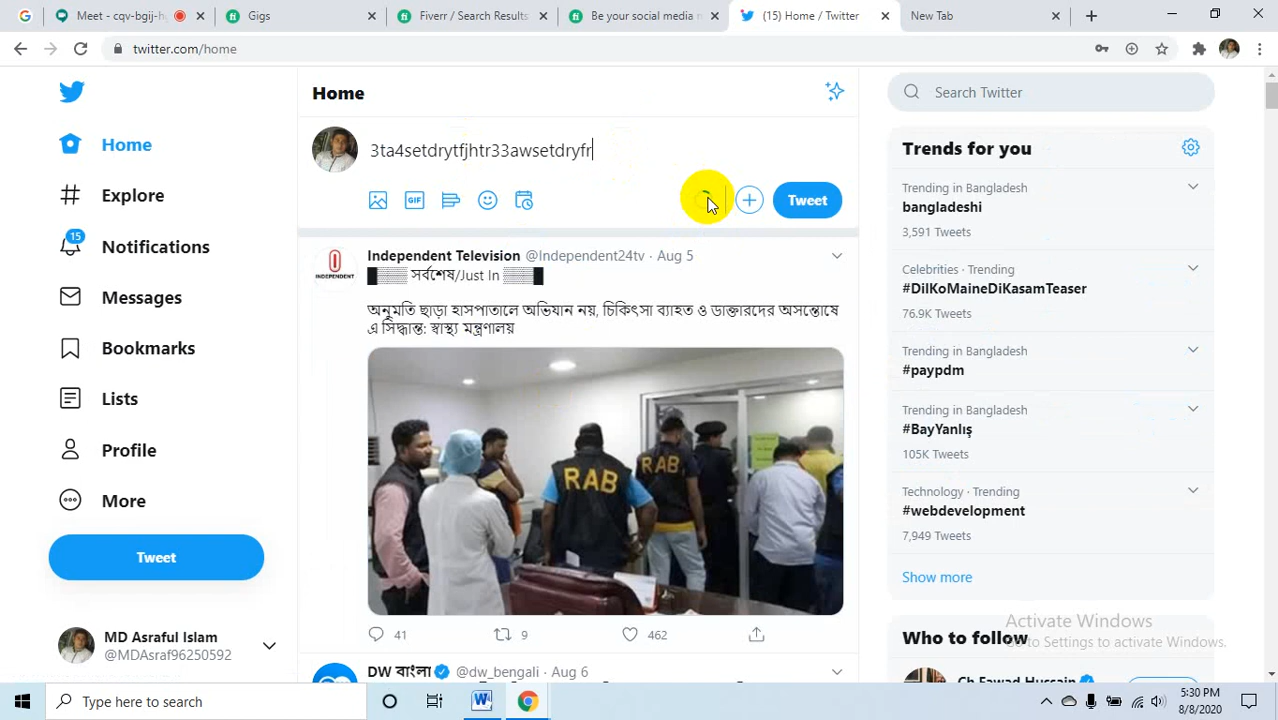 Meet - cqv-bgij-h
Gigs
Fiverr / Search Results
Be your social media m
(15) Home / Twitter
New Tab
twitter.com/home
Home
Explore
15
Notifications
Messages
Bookmarks
Lists
Profile
More
Tweet
MD Asraful Islam
@MDAsraf96250592
Home
3ta4setdrytfjhtr33awsetdryfr
GIF
Tweet
Independent Television @Independent24tv · Aug 5
█▒▒▒ সর্বশেষ/Just In ▒▒▒█
অনুমতি ছাড়া হাসপাতালে অভিযান নয়, চিকিৎসা ব্যাহত ও ডাক্তারদের অসন্তোষে
এ সিদ্ধান্ত: স্বাস্থ্য মন্ত্রণালয়
INDEPENDENT
RAB
RAB
41
9
462
DW বাংলা @dw_bengali · Aug 6
Search Twitter
Trends for you
Trending in Bangladesh
bangladeshi
3,591 Tweets
Celebrities · Trending
#DilKoMaineDiKasamTeaser
76.9K Tweets
Trending in Bangladesh
#paypdm
Trending in Bangladesh
#BayYanlış
105K Tweets
Technology · Trending
#webdevelopment
7,949 Tweets
Show more
Activate Windows
Go to Settings to activate Windows.
Who to follow
Ch Fawad Hussain
Type here to search
5:30 PM
8/8/2020